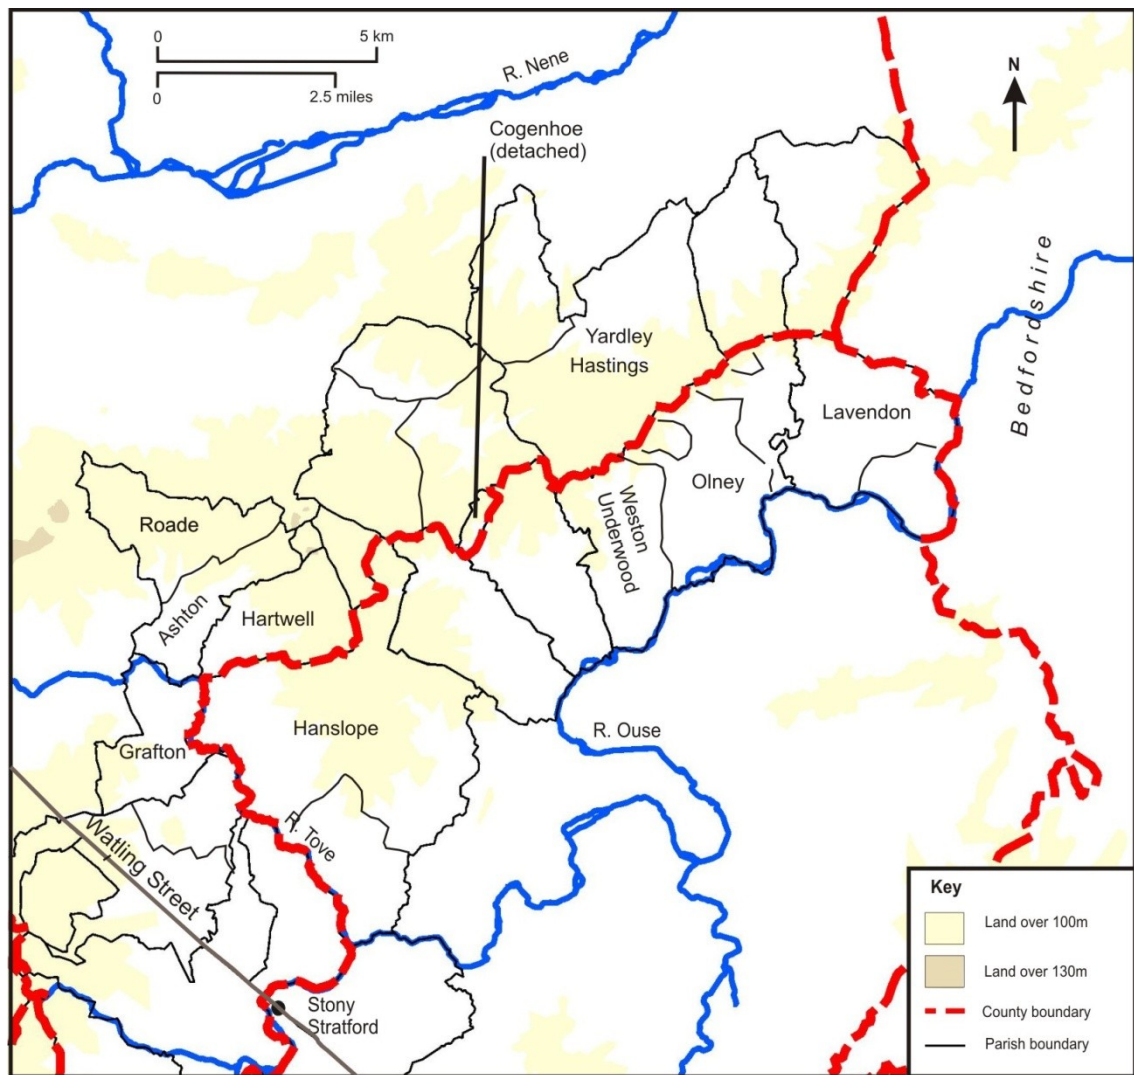 0 5 km
0 2.5 miles
R. Nene
N
Cogenhoe
(detached)
Bedfordshire
Yardley
Hastings
Lavendon
Olney
Weston
Underwood
Roade
Ashton
Hartwell
Hanslope
R. Ouse
Grafton
R. Tove
Watling Street
Stony
Stratford
Key
Land over 100m
Land over 130m
County boundary
Parish boundary